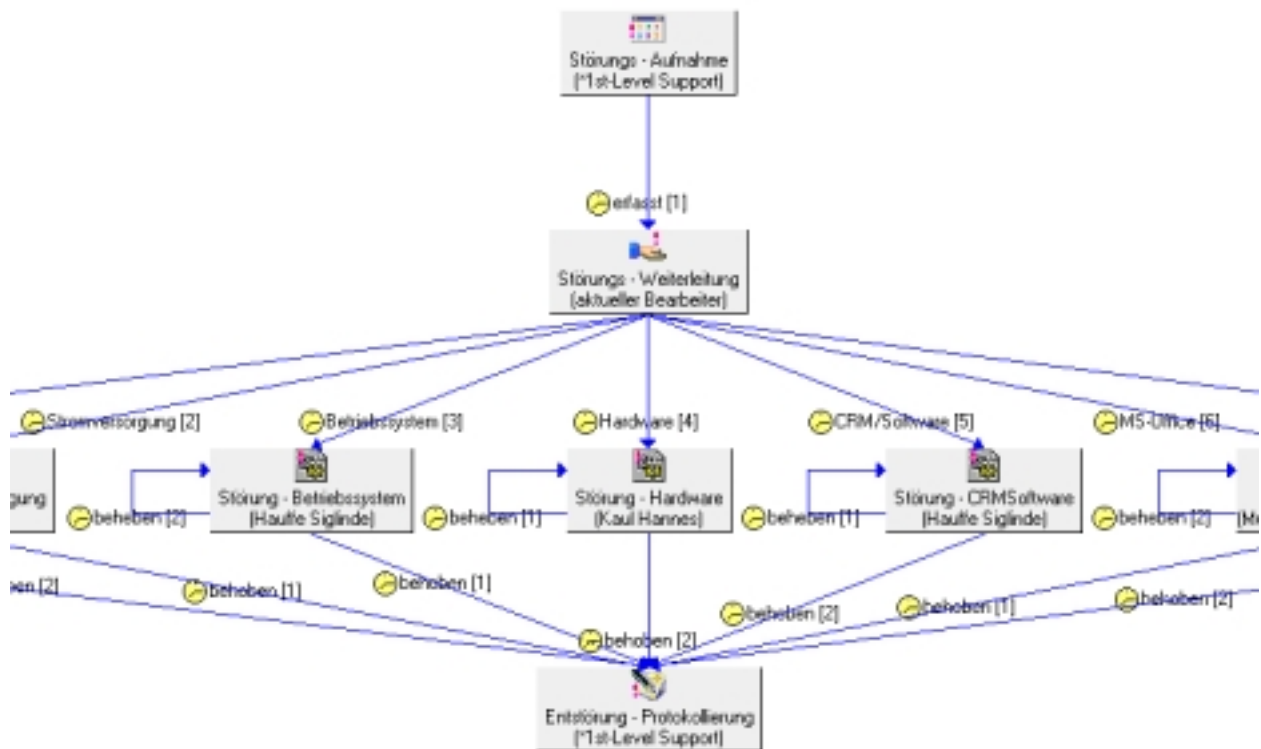 Störungs - Aufnahme
(*1st-Level Support)
erfasst [1]
Störungs - Weiterleitung
(aktueller Bearbeiter)
Stromversorgung [2]
Betriebssystem [3]
Hardware [4]
CRM/Software [5]
MS-Office [6]
gung
Störung - Betriebssystem
(Hauffe Siglinde)
Störung - Hardware
(Kaul Hannes)
Störung - CRMSoftware
(Hauffe Siglinde)
(Me
beheben [2]
beheben [1]
beheben [1]
beheben [2]
ben [2]
behoben [1]
behoben [1]
behoben [2]
behoben [2]
behoben [1]
behoben [2]
Entstörung - Protokollierung
(*1st-Level Support)